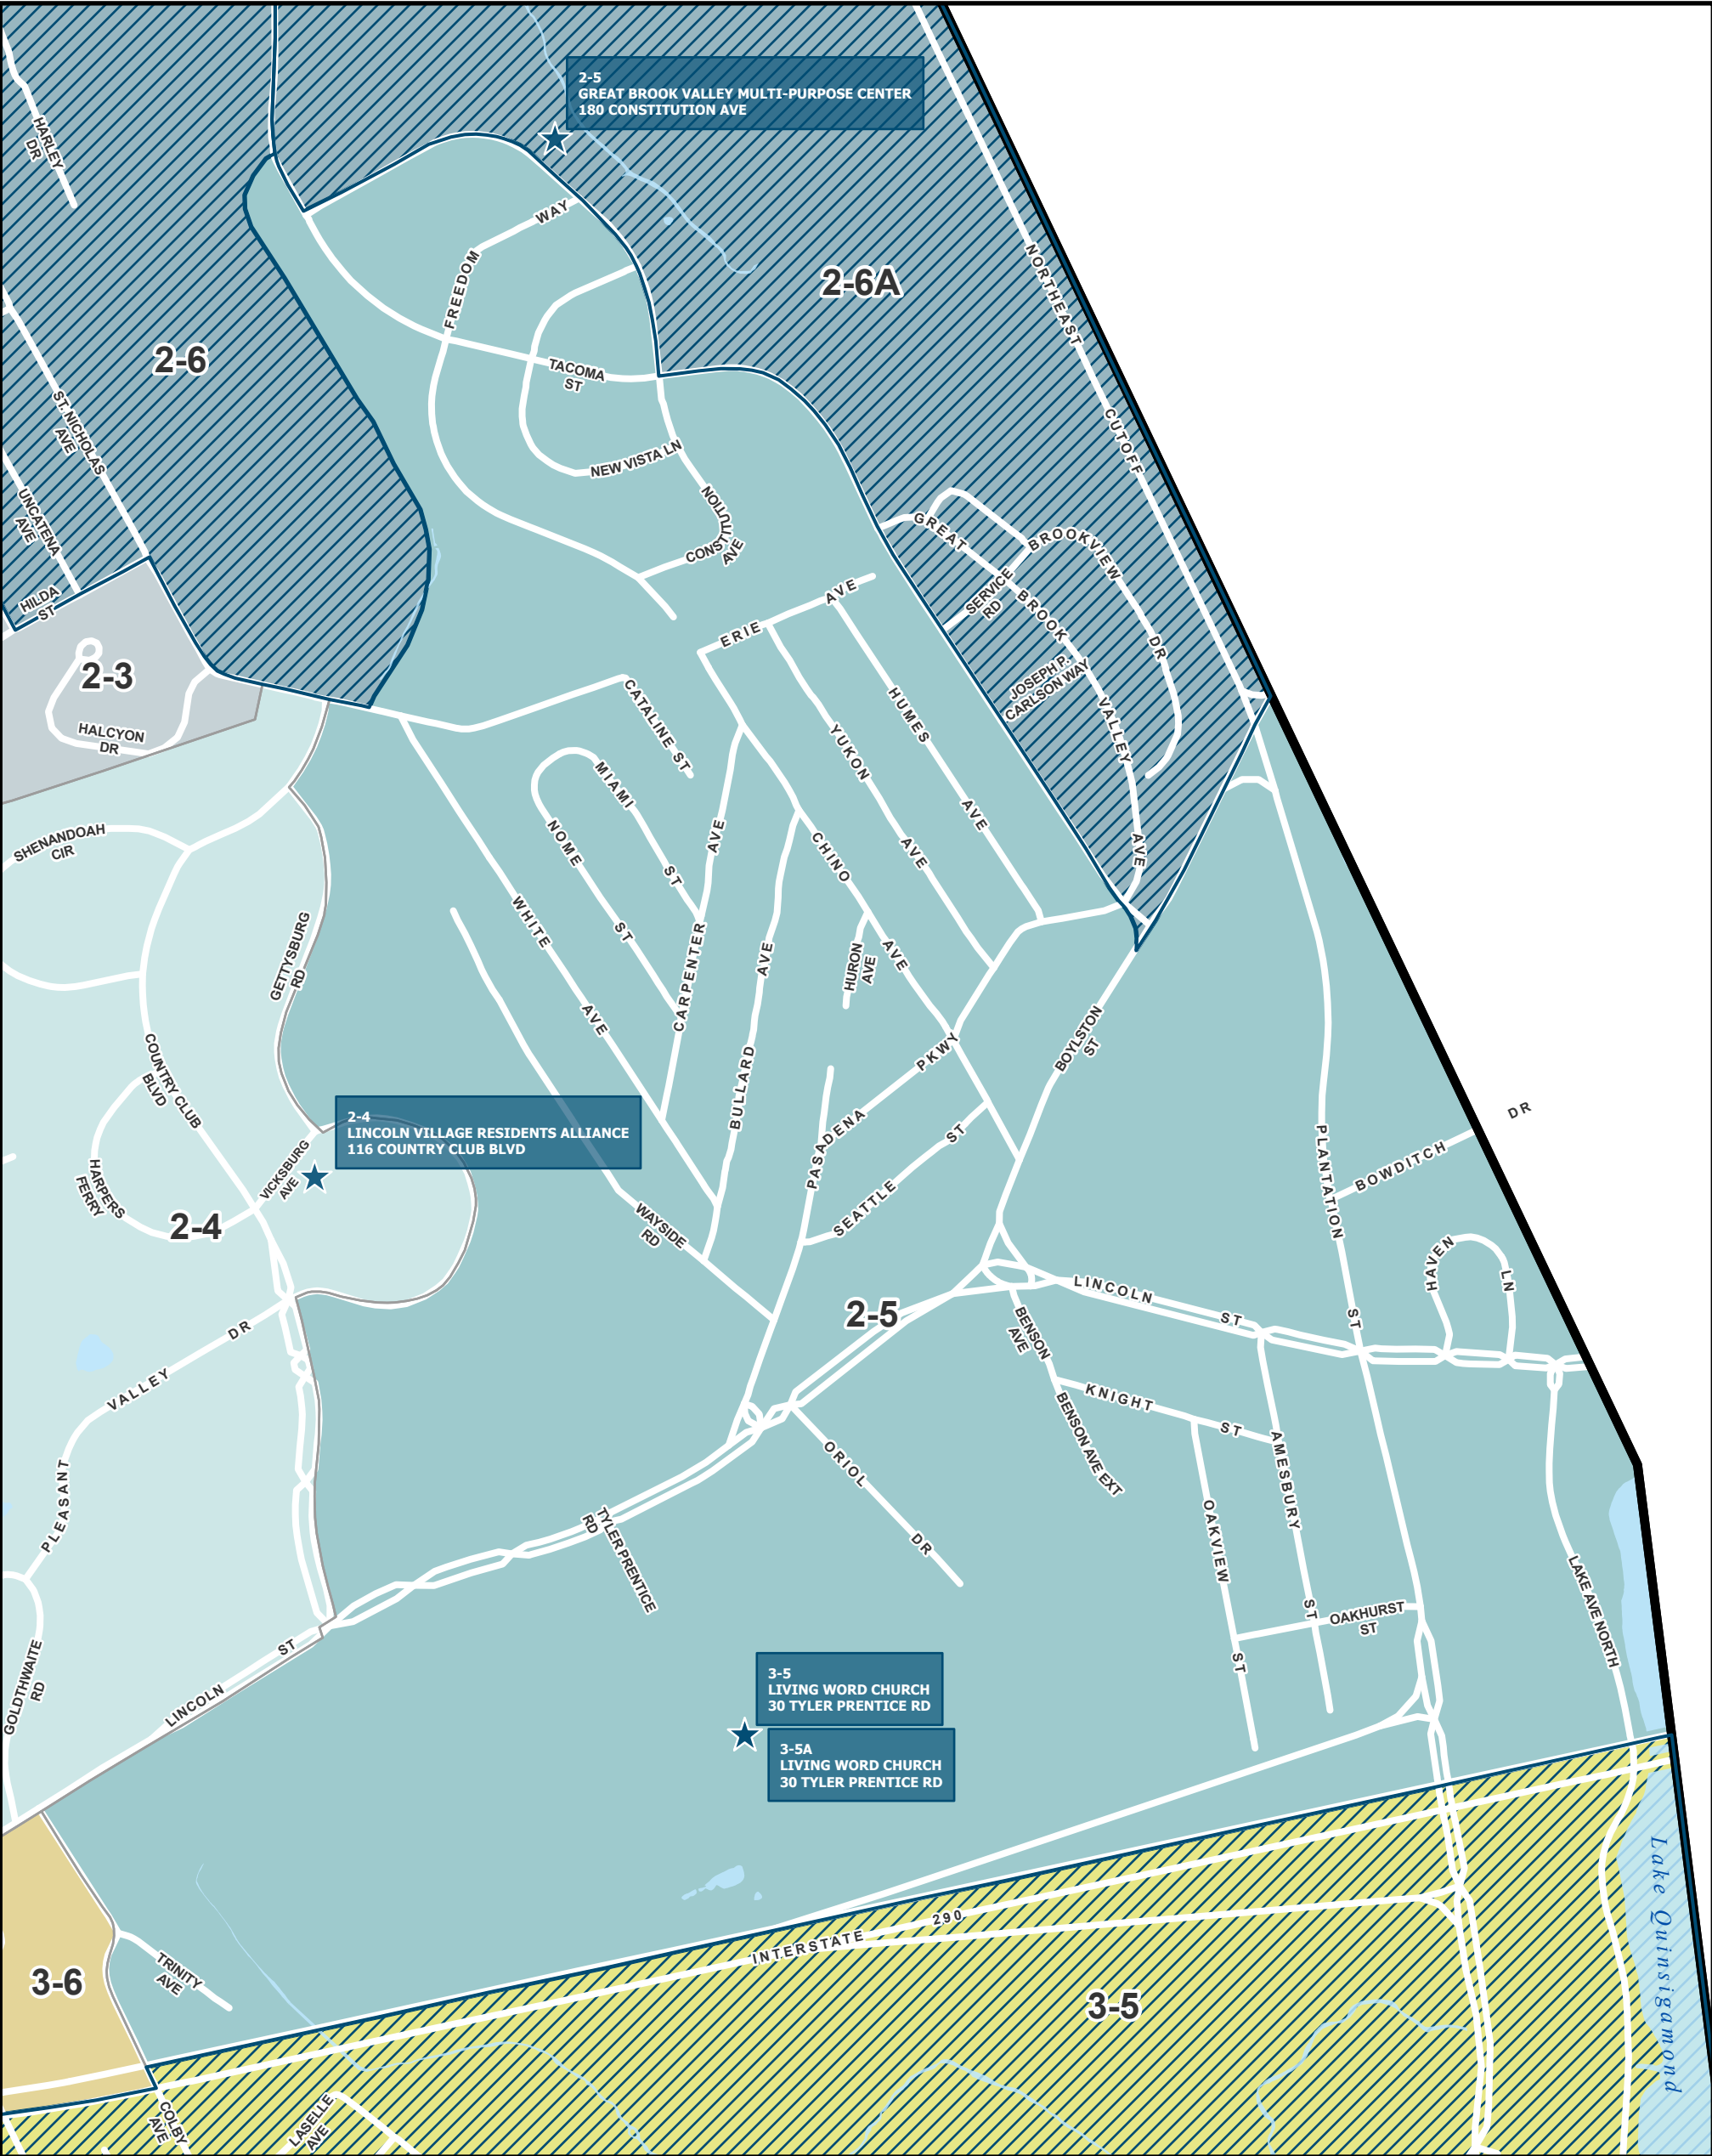 2-5
GREAT BROOK VALLEY MULTI-PURPOSE CENTER
180 CONSTITUTION AVE
HARLEY
DR
WAY
FREEDOM
2-6A
NORTHEAST
CUTOFF
2-6
TACOMA
ST
ST. NICHOLAS
AVE
NEW VISTA LN
UNCATENA
AVE
CONSTITUTION
AVE
GREAT
BROOK
VALLEY
AVE
BROOKVIEW
DR
SERVICE
RD
HILDA
ST
ERIE
AVE
JOSEPH P.
CARLSON WAY
2-3
HALCYON
DR
CATALINE ST
HUMES
AVE
YUKON
AVE
MIAMI
ST
NOME
ST
SHENANDOAH
CIR
CARPENTER
AVE
CHINO
AVE
WHITE
AVE
GETTYSBURG
RD
BULLARD
AVE
HURON
AVE
BOYLSTON
ST
COUNTRY CLUB
BLVD
PASADENA
PKWY
2-4
LINCOLN VILLAGE RESIDENTS ALLIANCE
116 COUNTRY CLUB BLVD
BOWDITCH
DR
PLANTATION
ST
SEATTLE
ST
VICKSBURG
AVE
HARPERS
FERRY
2-4
WAYSIDE
RD
HAVEN
LN
2-5
LINCOLN
ST
BENSON
AVE
VALLEY
DR
PLEASANT
KNIGHT
ST
BENSON AVE EXT
AMESBURY
ST
ORIOL
DR
TYLER PRENTICE
RD
OAKVIEW
ST
OAKHURST
ST
LAKE AVE NORTH
GOLDTHWAITE
RD
LINCOLN
ST
3-5
LIVING WORD CHURCH
30 TYLER PRENTICE RD
3-5A
LIVING WORD CHURCH
30 TYLER PRENTICE RD
Lake Quinsigamond
INTERSTATE
290
TRINITY
AVE
3-6
3-5
COLBY
AVE
LASELLE
AVE